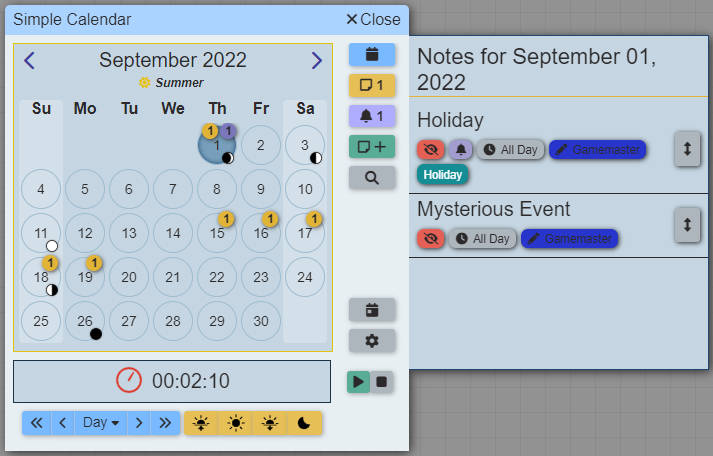 Simple Calendar
Close
September 2022
Summer
Su Mo Tu We Th Fr Sa
1 1
1 2 3
4 5 6 7 8 9 10
1 1 1
11 12 13 14 15 16 17
1 1
18 19 20 21 22 23 24
25 26 27 28 29 30
00:02:10
Day
1
1
Notes for September 01,
2022
Holiday
All Day Gamemaster
Holiday
Mysterious Event
All Day Gamemaster